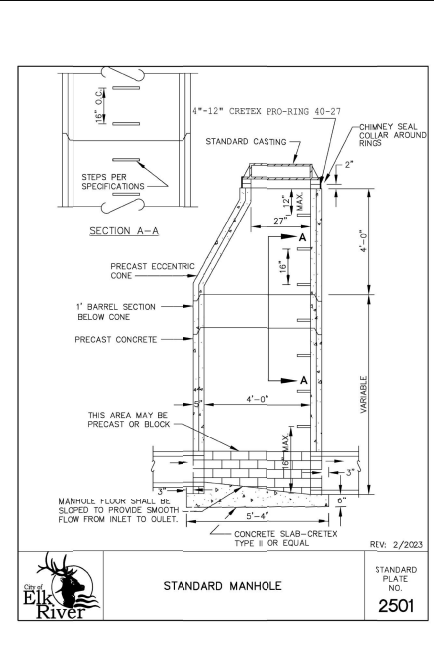 16" O.C.
4"-12" CRETEX PRO-RING 40-27
STANDARD CASTING
CHIMNEY SEAL
COLLAR AROUND
RINGS
2"
STEPS PER
SPECIFICATIONS
12"
MAX.
27"
SECTION A-A
A
4'-0"
16"
PRECAST ECCENTRIC
CONE
1' BARREL SECTION
BELOW CONE
PRECAST CONCRETE
A
VARIABLE
5"
4'-0"
THIS AREA MAY BE
PRECAST OR BLOCK
16" MAX.
3"
3"
MANHOLE FLOOR SHALL BE
SLOPED TO PROVIDE SMOOTH
FLOW FROM INLET TO OULET.
6"
5'-4'
CONCRETE SLAB-CRETEX
TYPE II OR EQUAL
REV: 2/2023
City of
Elk
River
STANDARD MANHOLE
STANDARD
PLATE
NO.
2501